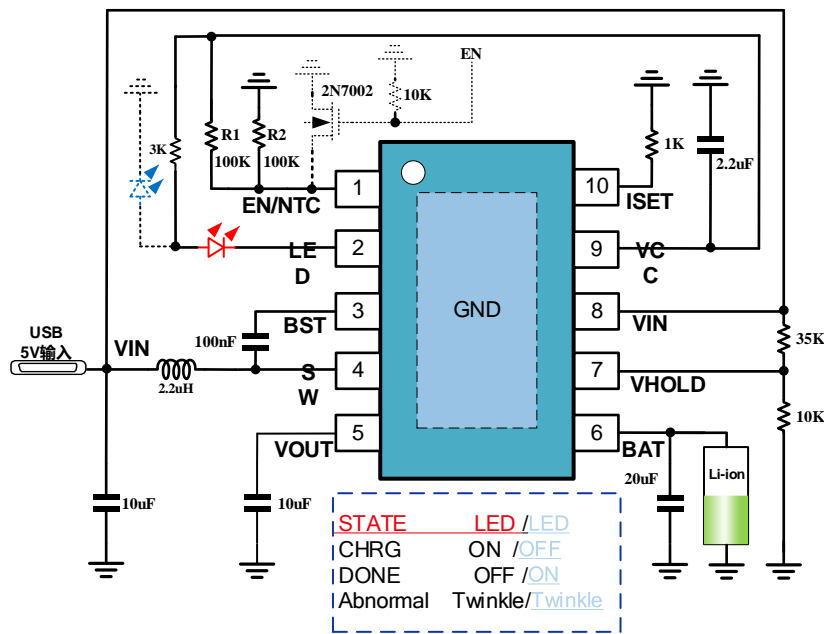 EN
2N7002
10K
R1
R2
3K
100K
100K
1K
2.2uF
1
EN/NTC
10
ISET
2
LE
D
9
VC
C
GND
3
BST
8
VIN
100nF
USB
5V输入
VIN
35K
4
S
W
7
VHOLD
2.2uH
10K
5
VOUT
6
BAT
Li-ion
10uF
10uF
20uF
STATE LED /LED
CHRG ON /OFF
DONE OFF /ON
Abnormal Twinkle/Twinkle